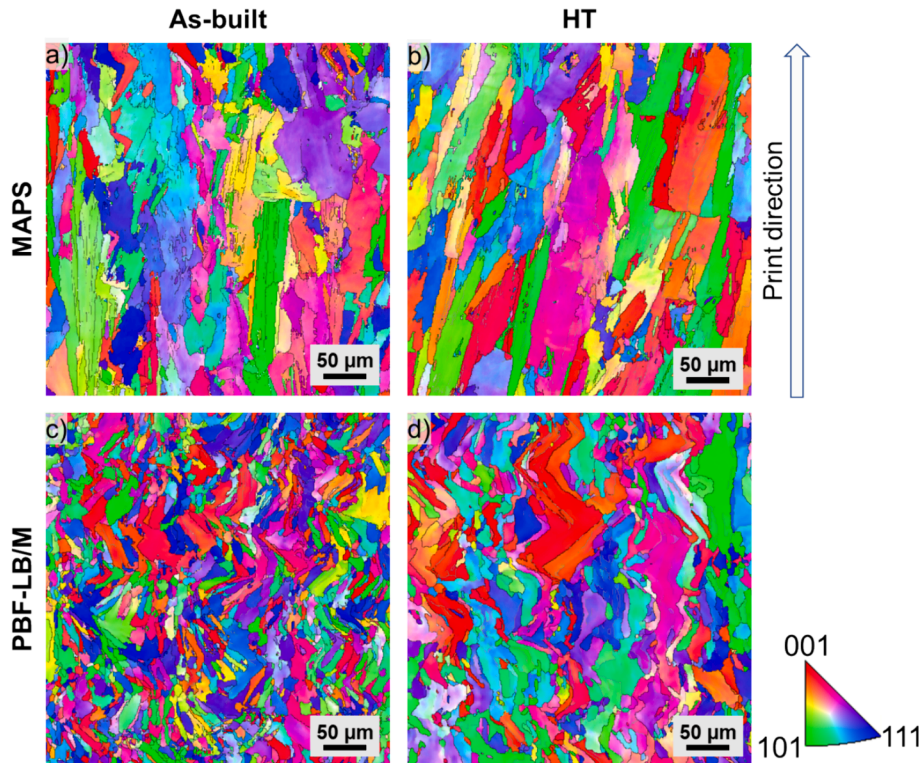 As-built
HT
a)
b)
MAPS
Print direction
50 µm
50 µm
c)
d)
PBF-LB/M
50 µm
50 µm
001
101
111